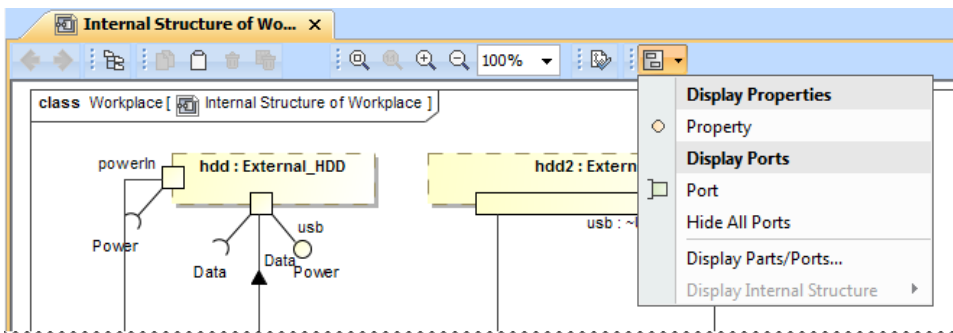 Internal Structure of Wo... X
100%
class Workplace [ Internal Structure of Workplace ]
Display Properties
Property
Display Ports
Port
Hide All Ports
Display Parts/Ports...
Display Internal Structure
powerIn
hdd : External_HDD
hdd2 : Extern
usb
usb : ~
Power
Data
Data
Power